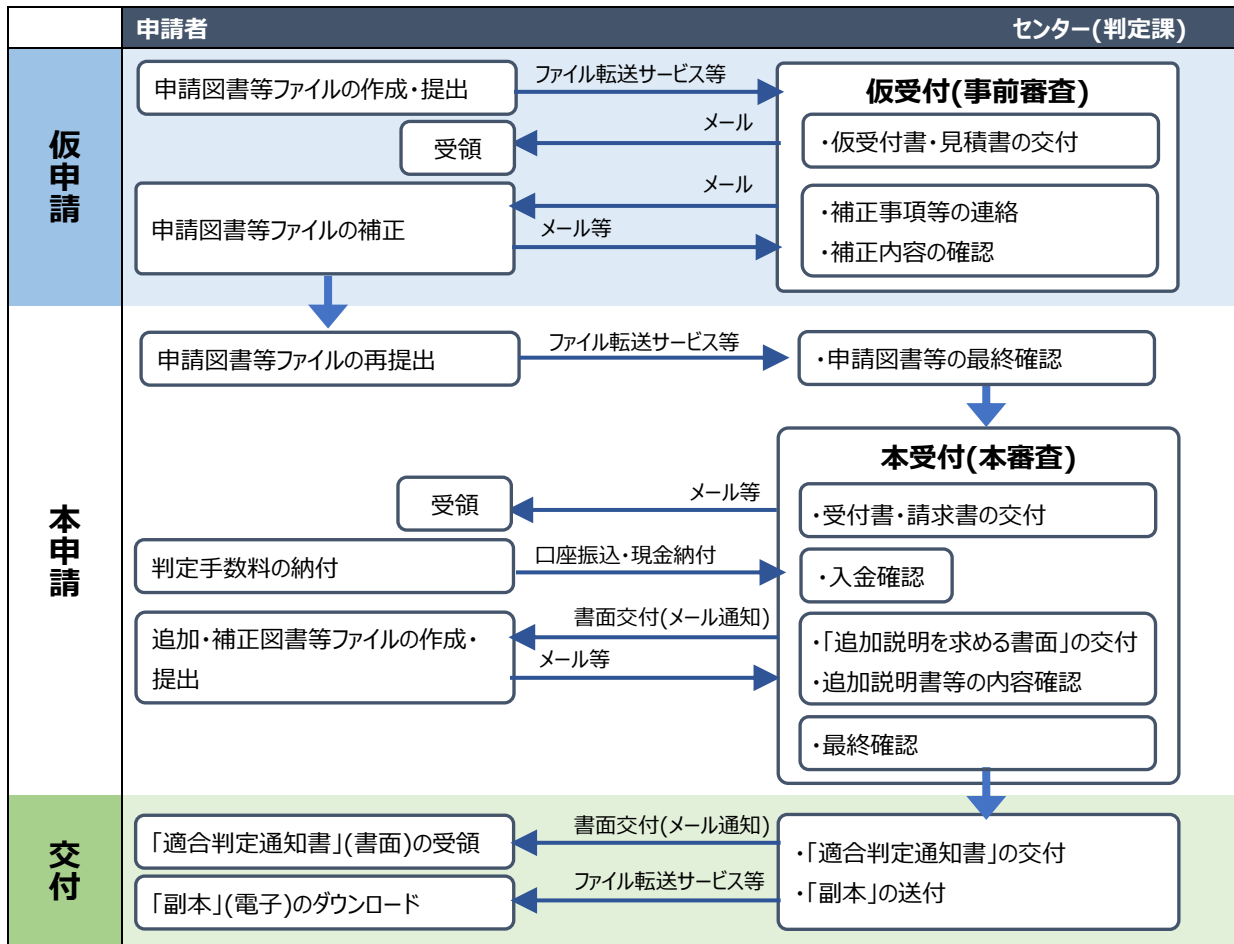 申請者
センター(判定課)
仮申請
申請図書等ファイルの作成・提出
ファイル転送サービス等
仮受付(事前審査)
メール
受領
・仮受付書・見積書の交付
メール
申請図書等ファイルの補正
メール等
・補正事項等の連絡
・補正内容の確認
本申請
申請図書等ファイルの再提出
ファイル転送サービス等
・申請図書等の最終確認
本受付(本審査)
メール等
受領
・受付書・請求書の交付
判定手数料の納付
口座振込・現金納付
・入金確認
書面交付(メール通知)
追加・補正図書等ファイルの作成・
提出
メール等
・「追加説明を求める書面」の交付
・追加説明書等の内容確認
・最終確認
交付
「適合判定通知書」(書面)の受領
書面交付(メール通知)
・「適合判定通知書」の交付
「副本」(電子)のダウンロード
ファイル転送サービス等
・「副本」の送付